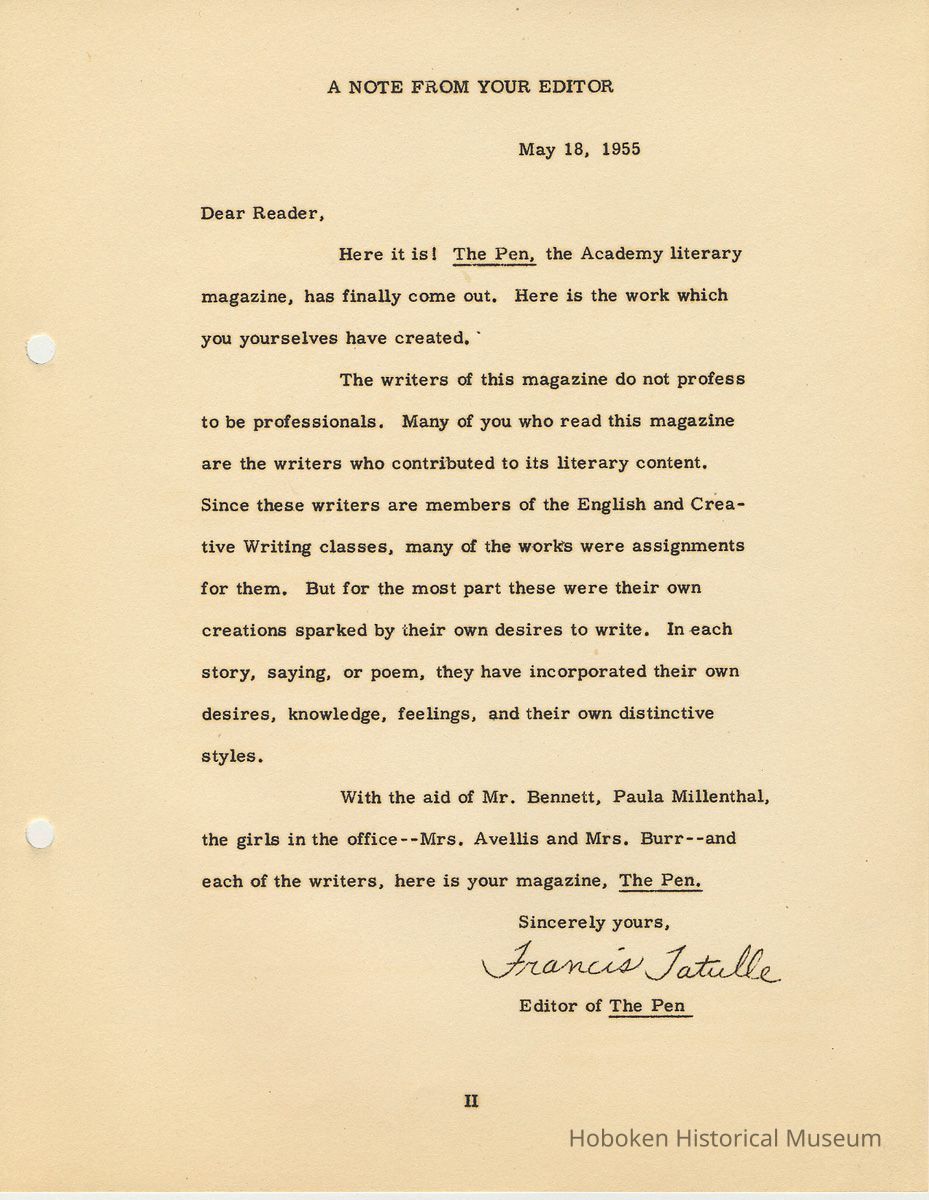 A NOTE FROM YOUR EDITOR
May 18, 1955
Dear Reader,
Here it is! The Pen, the Academy literary
magazine, has finally come out. Here is the work which
you yourselves have created.
The writers of this magazine do not profess
to be professionals. Many of you who read this magazine
are the writers who contributed to its literary content.
Since these writers are members of the English and Crea-
tive Writing classes, many of the works were assignments
for them. But for the most part these were their own
creations sparked by their own desires to write. In each
story, saying, or poem, they have incorporated their own
desires, knowledge, feelings, and their own distinctive
styles.
With the aid of Mr. Bennett, Paula Millenthal,
the girls in the office--Mrs. Avellis and Mrs. Burr--and
each of the writers, here is your magazine, The Pen.
Sincerely yours,
Francis Tatulle
Editor of The Pen
II
Hoboken Historical Museum